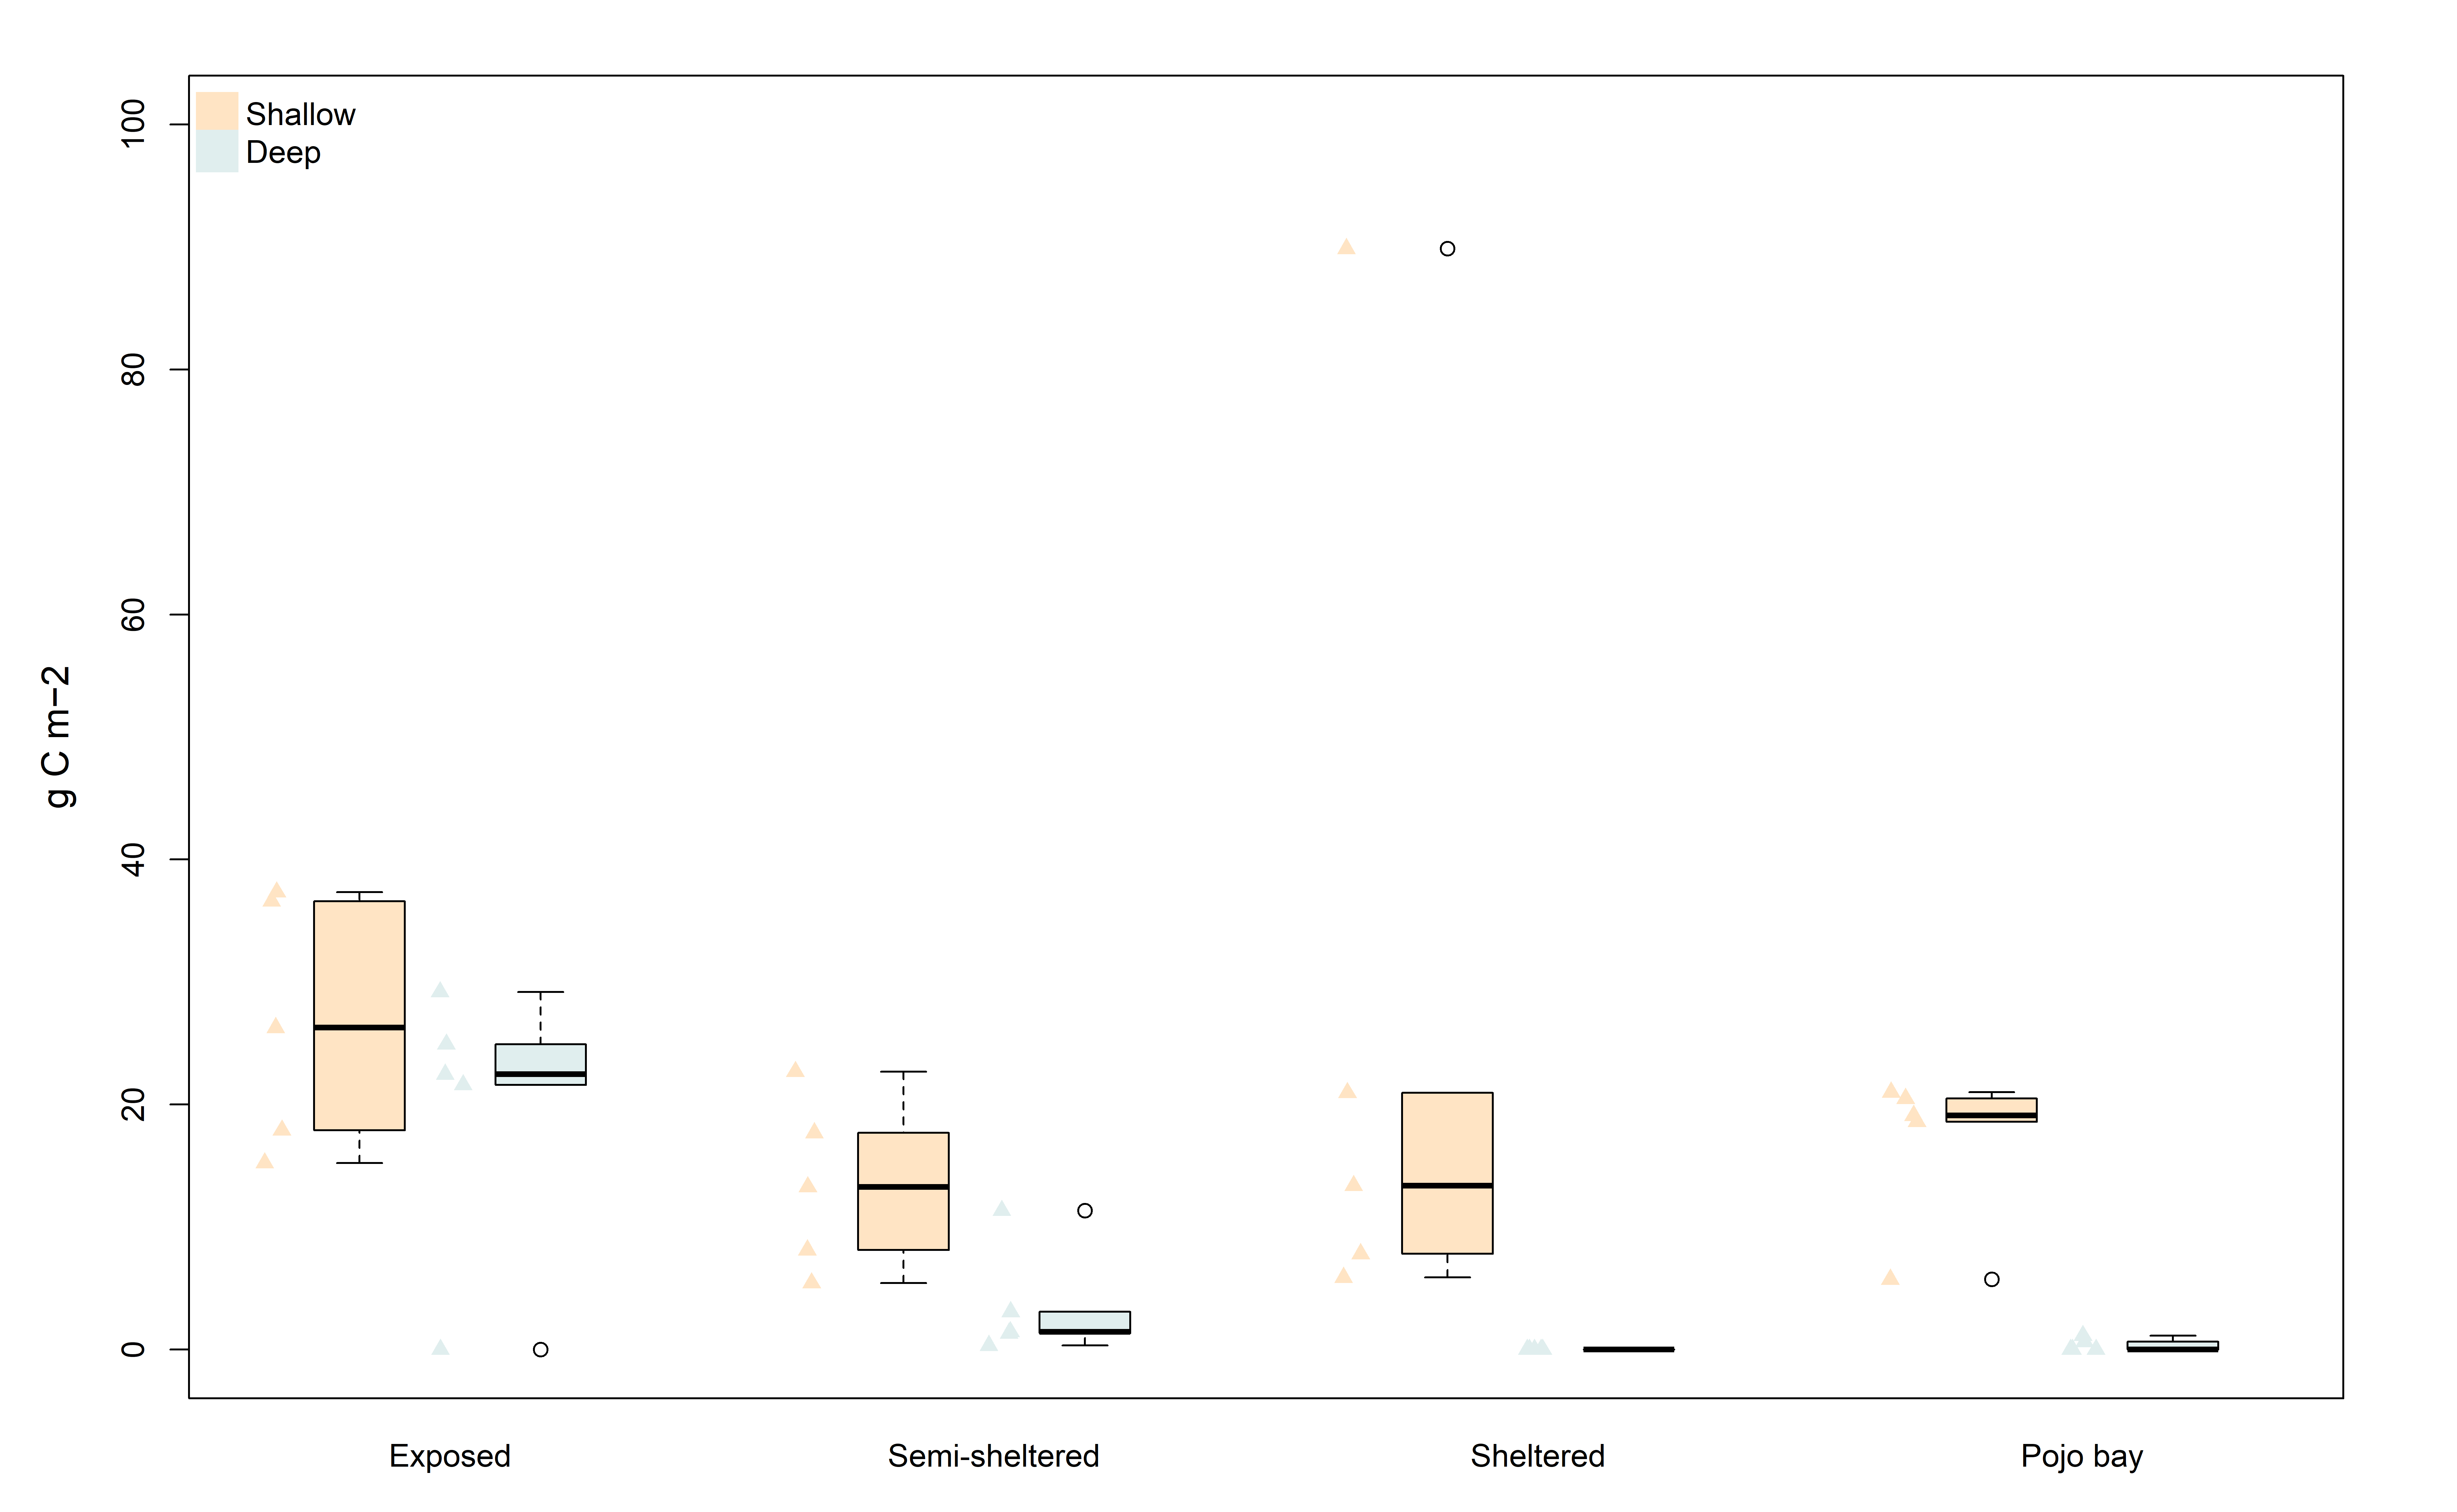 Shallow
Deep
100
80
60
40
20
0
g C m−2
Exposed
Semi-sheltered
Sheltered
Pojo bay